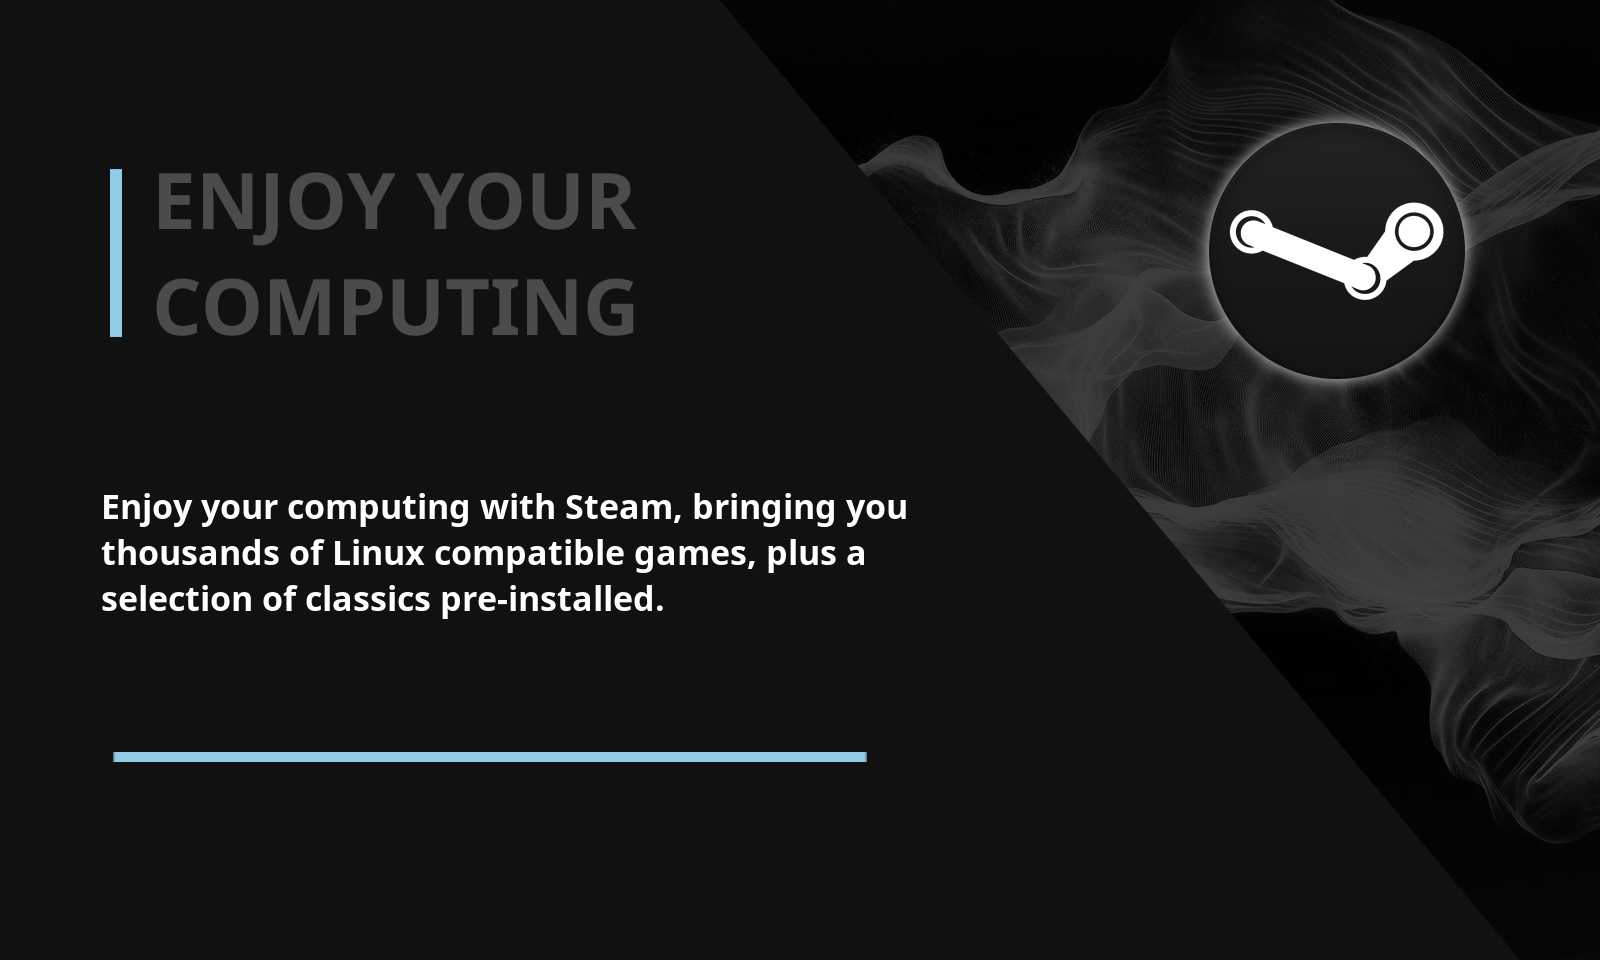 ENJOY YOUR
COMPUTING
Enjoy your computing with Steam, bringing you
thousands of Linux compatible games, plus a
selection of classics pre-installed.